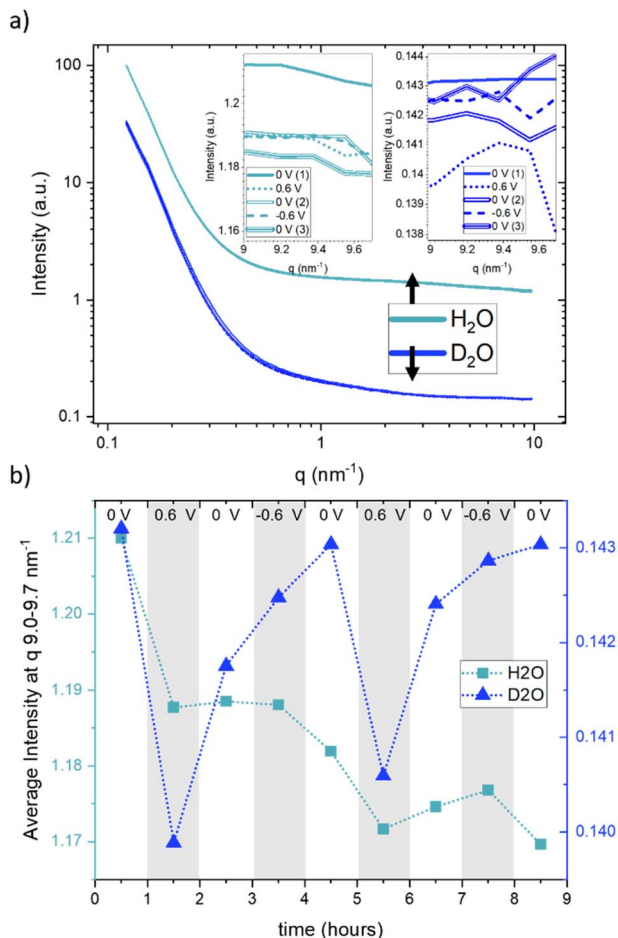 a)
100
10
1
0.1
Intensity (a.u.)
0.1
1
10
q (nm⁻¹)
1.2
1.18
1.16
Intensity (a.u.)
0 V (1)
0.6 V
0 V (2)
-0.6 V
0 V (3)
9
9.2
9.4
9.6
q (nm⁻¹)
0.144
0.143
0.142
0.141
0.14
0.139
0.138
Intensity (a.u.)
0 V (1)
0.6 V
0 V (2)
-0.6 V
0 V (3)
9
9.2
9.4
9.6
q (nm⁻¹)
H₂O
D₂O
b)
0 V 0.6 V 0 V -0.6 V 0 V 0.6 V 0 V -0.6 V 0 V
1.21
1.20
1.19
1.18
1.17
Average Intensity at q 9.0-9.7 nm⁻¹
0.143
0.142
0.141
0.140
H2O
D2O
0 1 2 3 4 5 6 7 8 9
time (hours)